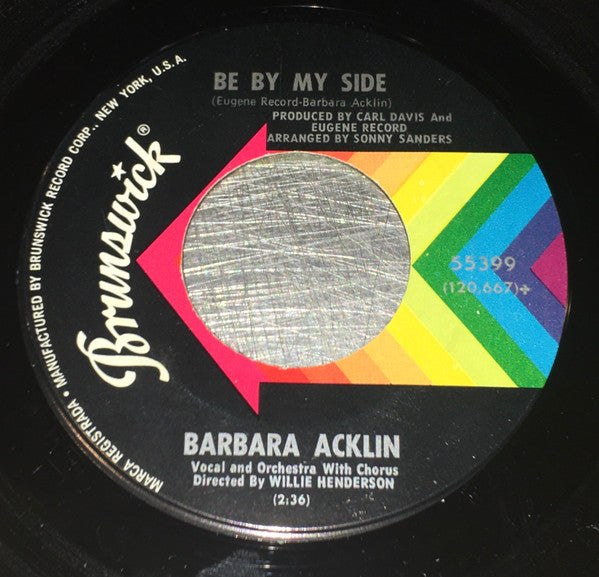 BE BY MY SIDE
(Eugene Record-Barbara Acklin)
PRODUCED BY CARL DAVIS And
EUGENE RECORD
ARRANGED BY SONNY SANDERS
Brunswick®
55399
(120,667)+
BARBARA ACKLIN
Vocal and Orchestra With Chorus
Directed By WILLIE HENDERSON
(2:36)
MARCA REGISTRADA • MANUFACTURED BY BRUNSWICK RECORD CORP., NEW YORK, U.S.A.